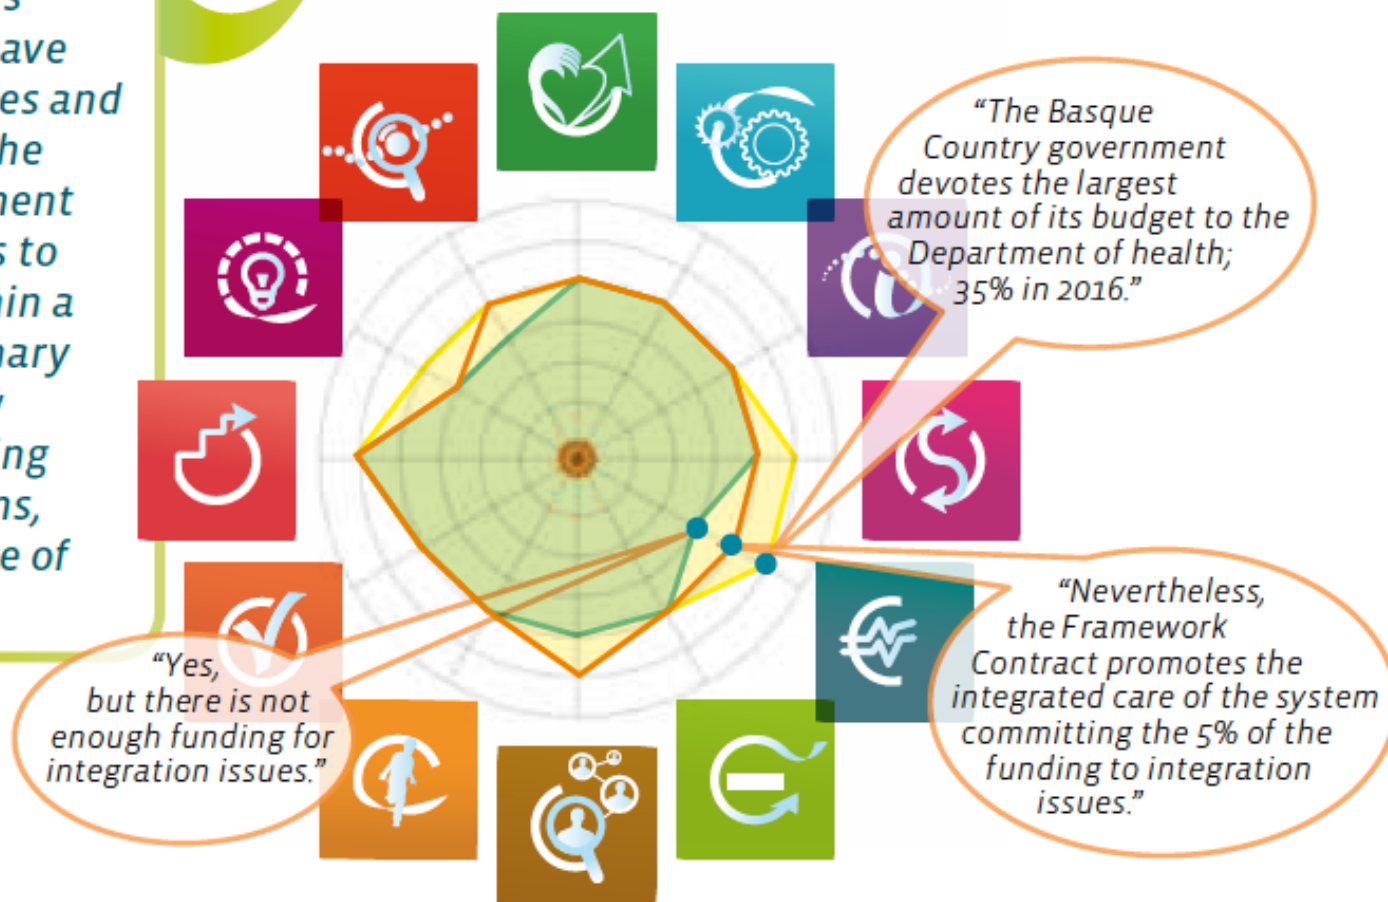 ave
es and
he
nent
s to
in a
nary
ng
ns,
e of
“The Basque
Country government
devotes the largest
amount of its budget to the
Department of health;
35% in 2016.”
“Nevertheless,
the Framework
Contract promotes the
integrated care of the system
committing the 5% of the
funding to integration
issues.”
“Yes,
but there is not
enough funding for
integration issues.”